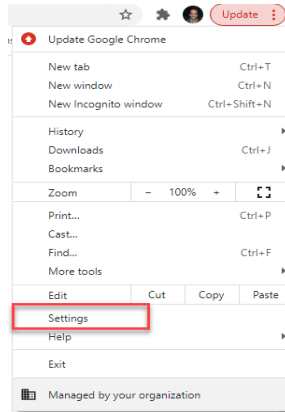 Update
Update Google Chrome
New tab Ctrl+T
New window Ctrl+N
New Incognito window Ctrl+Shift+N
History
Downloads Ctrl+J
Bookmarks
Zoom - 100% +
Print... Ctrl+P
Cast...
Find... Ctrl+F
More tools
Edit Cut Copy Paste
Settings
Help
Exit
Managed by your organization